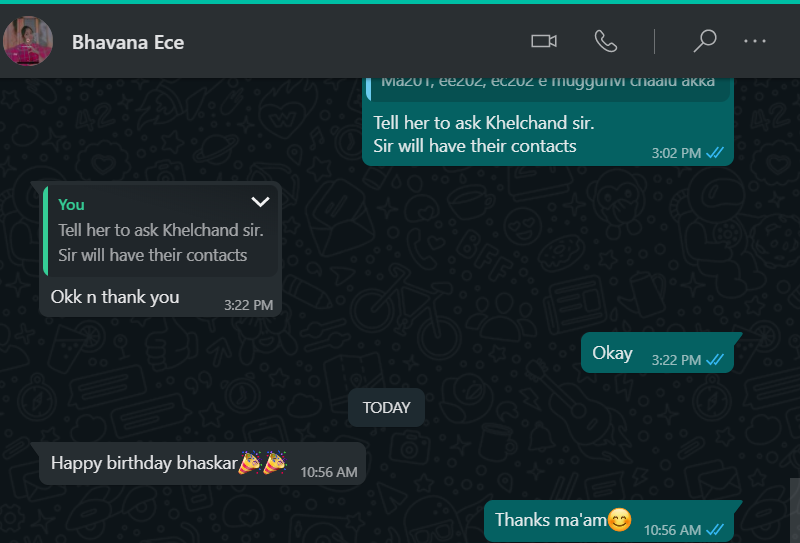 Bhavana Ece
Ma201, ee202, ec202 e muggurivi chaalu akka
Tell her to ask Khelchand sir.
Sir will have their contacts
3:02 PM
You
Tell her to ask Khelchand sir.
Sir will have their contacts
Okk n thank you
3:22 PM
Okay
3:22 PM
TODAY
Happy birthday bhaskar🎉🎉
10:56 AM
Thanks ma'am😊
10:56 AM